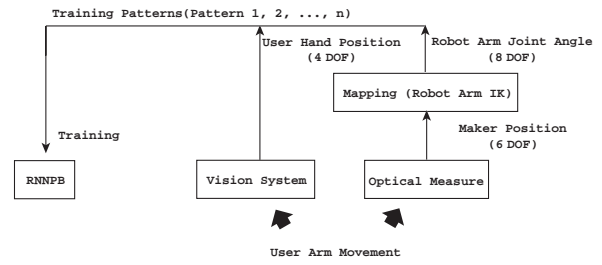 Training Patterns(Pattern 1, 2, ..., n)
User Hand Position
(4 DOF)
Robot Arm Joint Angle
(8 DOF)
Mapping (Robot Arm IK)
Maker Position
(6 DOF)
Training
RNNPB
Vision System
Optical Measure
User Arm Movement